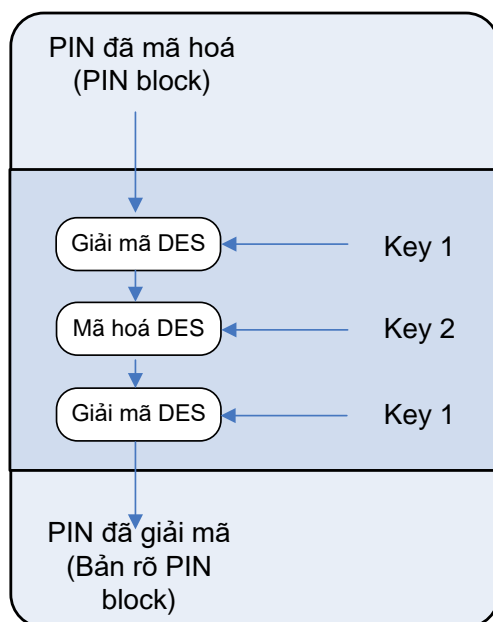 PIN đã mã hoá
(PIN block)
Giải mã DES
Key 1
Mã hoá DES
Key 2
Giải mã DES
Key 1
PIN đã giải mã
(Bản rõ PIN
block)